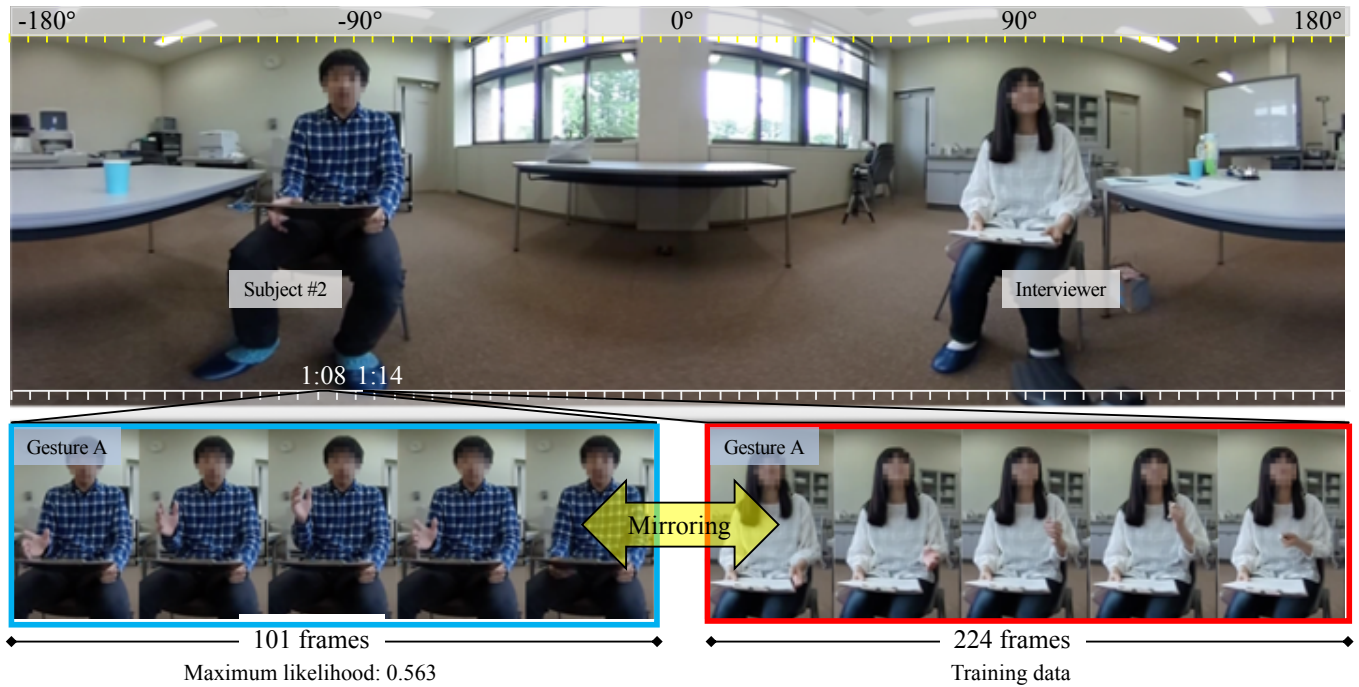 -180° -90° 0° 90° 180°
Subject #2
Interviewer
1:08 1:14
Gesture A
Gesture A
Mirroring
101 frames
224 frames
Maximum likelihood: 0.563
Training data